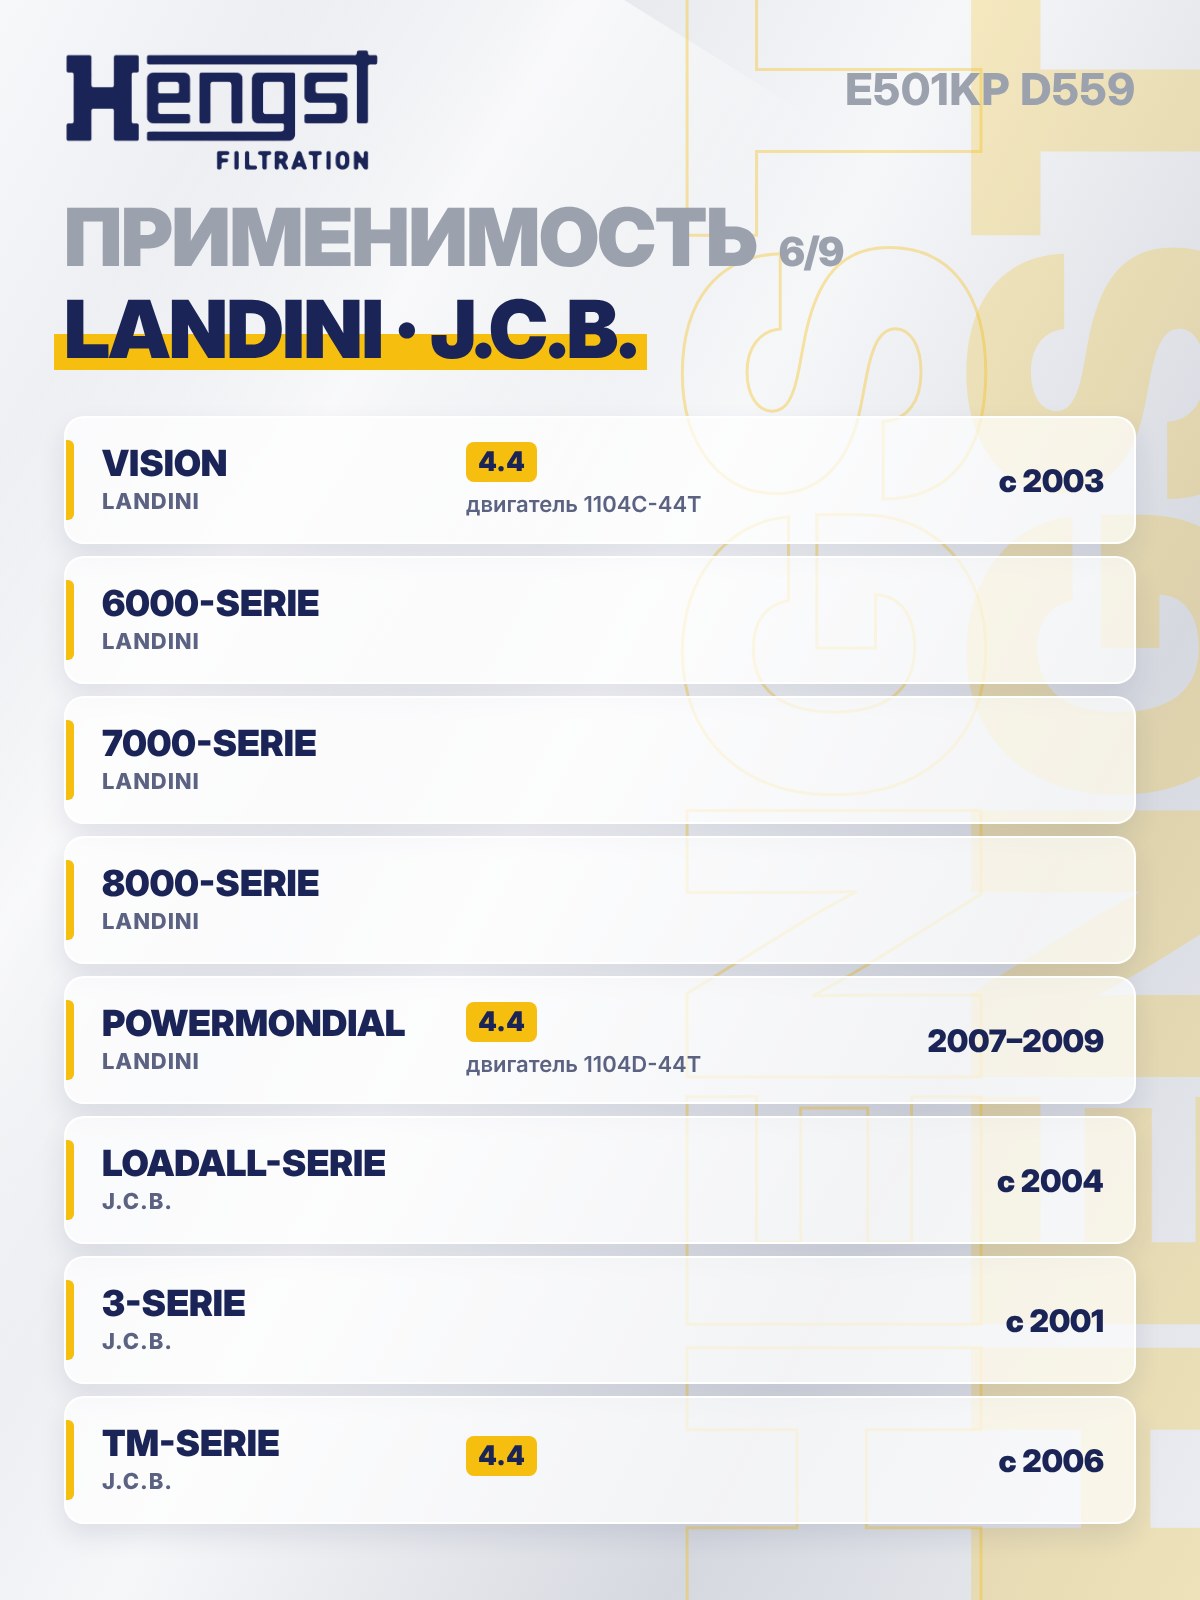 Hengst
FILTRATION
E501KP D559
ПРИМЕНИМОСТЬ 6/9
LANDINI · J.C.B.
VISION
LANDINI
4.4
двигатель 1104C-44T
с 2003
6000-SERIE
LANDINI
7000-SERIE
LANDINI
8000-SERIE
LANDINI
POWERMONDIAL
LANDINI
4.4
двигатель 1104D-44T
2007–2009
LOADALL-SERIE
J.C.B.
с 2004
3-SERIE
J.C.B.
с 2001
TM-SERIE
J.C.B.
4.4
с 2006
HENGST
HENGST